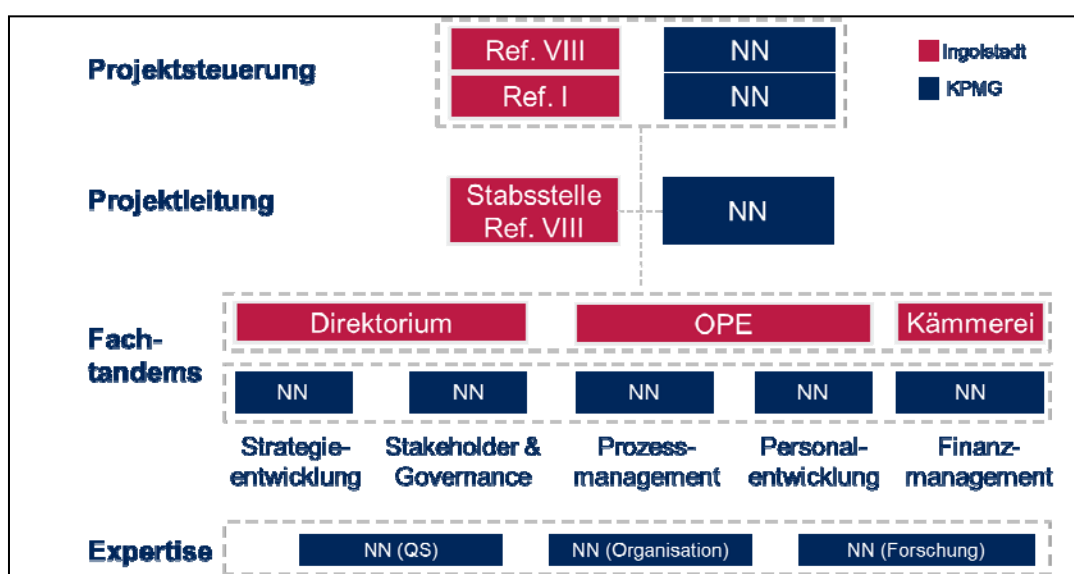 Projektsteuerung
Ref. VIII
NN
Ref. I
NN
Ingolstadt
KPMG
Projektleitung
Stabsstelle
Ref. VIII
NN
Fach-
tandems
Direktorium
OPE
Kämmerei
NN
NN
NN
NN
NN
Strategie-
entwicklung
Stakeholder &
Governance
Prozess-
management
Personal-
entwicklung
Finanz-
management
Expertise
NN (QS)
NN (Organisation)
NN (Forschung)